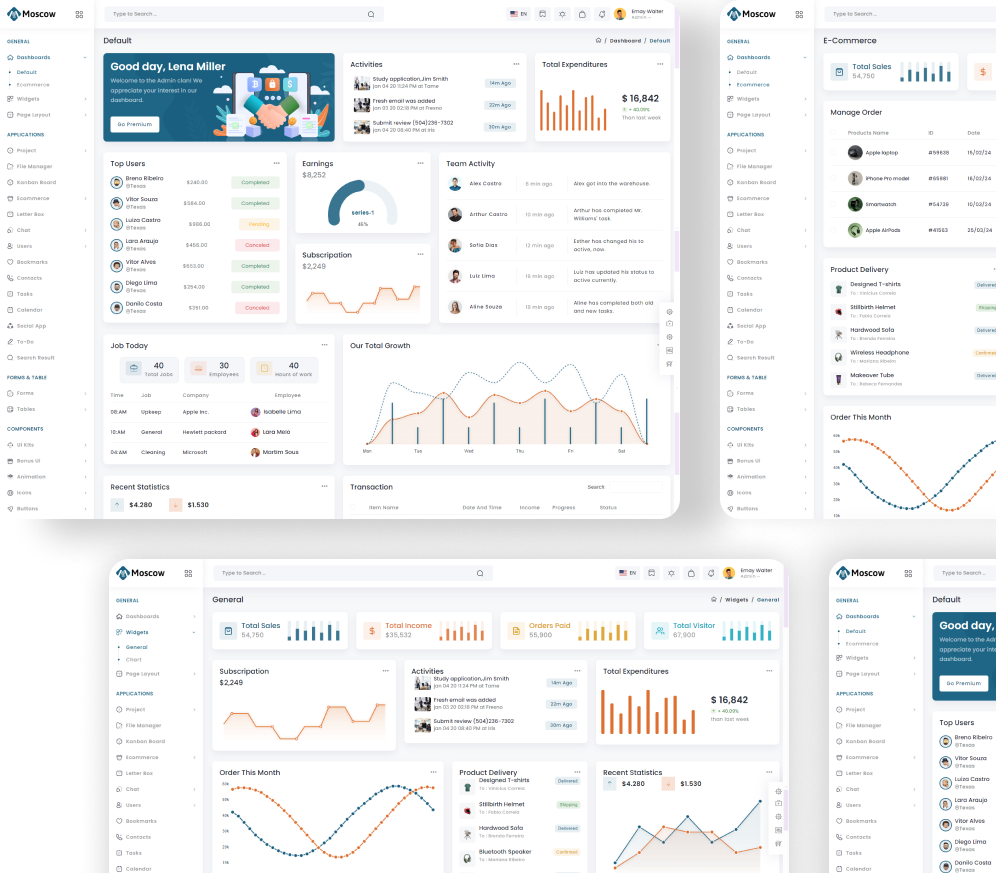 Moscow
Type to Search ...
EN
Emay Walter
Admin
GENERAL
Dashboards
Default
Ecommerce
Widgets
Page Layout
APPLICATIONS
Project
File Manager
Kanban Board
Ecommerce
Letter Box
Chat
Users
Bookmarks
Contacts
Tasks
Calendar
Social App
To-Do
Search Result
FORMS & TABLE
Forms
Tables
COMPONENTS
UI Kits
Bonus UI
Animation
Icons
Buttons
Default
/ Dashboard / Default
Good day, Lena Miller
Welcome to the Admin clan! We
appreciate your interest in our
dashboard.
Go Premium
Activities
Study application,Jim Smith
jan 04 20 11:24 PM at Tame
14m Ago
Fresh email was added
jan 03 20 02:18 PM at Fresno
22m Ago
Submit review (504)236-7302
jan 04 20 08:40 PM at Iris
30m Ago
Total Expenditures
$ 16,842
+ 40.09%
Than last week
Top Users
Breno Ribeiro
@Texas
$240.00
Completed
Vitor Souza
@Texas
$584.00
Completed
Luiza Castro
@Texas
Pending
Lara Araujo
@Texas
$456.00
Canceled
Vitor Alves
@Texas
$653.00
Completed
Diego Lima
@Texas
$254.00
Completed
Danilo Costa
@Texas
$391.00
Canceled
Earnings
$8,252
series-1
45%
Subscription
$2,249
Team Activity
Alex Castro
5 min ago
Alex got into the warehouse.
Arthur Castro
10 min ago
Arthur has completed Mr.
Williams' task.
Sofia Dias
12 min ago
Esther has changed his to
active, now.
Luiz Lima
15 min ago
Luiz has updated his status to
active currently.
Aline Souza
15 min ago
Aline has completed both old
and new tasks.
Job Today
40
Total Jobs
30
Employees
40
Hours of work
Time Job Company Employee
08:AM Upkeep Apple Inc. Isabelle Lima
10:AM General Hewlett packard Lara Melo
04:AM Cleaning Microsoft Martim Sous
Our Total Growth
Mon Tue Wed Thu Fri Sat
Recent Statistics
$4.280
$1.530
Transaction
Search
Item Name Date And Time Income Progress Status
Moscow
Type to Search ...
GENERAL
Dashboards
Default
Ecommerce
Widgets
Page Layout
APPLICATIONS
Project
File Manager
Kanban Board
Ecommerce
Letter Box
Chat
Users
Bookmarks
Contacts
Tasks
Calendar
Social App
To-Do
Search Result
FORMS & TABLE
Forms
Tables
COMPONENTS
UI Kits
Bonus UI
Animation
Icons
Buttons
E-Commerce
Total Sales
54,750
$
Manage Order
Products Name ID Date
Apple laptop #59638 15/02/24
iPhone Pro model #65981 16/02/24
Smartwatch #54739 10/03/24
Apple AirPods #41563 25/03/24
Product Delivery
Designed T-shirts
To : Vinicius Correia
Delivered
Stillbirth Helmet
To : Fabio Correia
Shipping
Hardwood Sofa
To : Brenda Ferreira
Delivered
Wireless Headphone
To : Mariana Ribeiro
Confirmed
Makeover Tube
To : Rebeca Fernandes
Delivered
Order This Month
60k
50k
40k
30k
20k
10k
Moscow
Type to Search ...
EN
Emay Walter
Admin
GENERAL
Dashboards
Widgets
General
Chart
Page Layout
APPLICATIONS
Project
File Manager
Kanban Board
Ecommerce
Letter Box
Chat
Users
Bookmarks
Contacts
Tasks
Calendar
General
/ Widgets / General
Total Sales
54,750
$
Total Income
$35,532
Orders Paid
55,900
Total Visitor
67,900
Subscription
$2,249
Activities
Study application,Jim Smith
jan 04 20 11:24 PM at Tame
14m Ago
Fresh email was added
jan 03 20 02:18 PM at Fresno
22m Ago
Submit review (504)236-7302
jan 04 20 08:40 PM at Iris
30m Ago
Total Expenditures
$ 16,842
+ 40.09%
than last week
Order This Month
60k
50k
40k
30k
20k
10k
Product Delivery
Designed T-shirts
To : Vinicius Correia
Delivered
Stillbirth Helmet
To : Fabio Correia
Shipping
Hardwood Sofa
To : Brenda Ferreira
Delivered
Bluetooth Speaker
To : Mariana Ribeiro
Confirmed
Recent Statistics
$4.280
$1.530
Moscow
Type to Search ...
GENERAL
Dashboards
Default
Ecommerce
Widgets
Page Layout
APPLICATIONS
Project
File Manager
Kanban Board
Ecommerce
Letter Box
Chat
Users
Bookmarks
Contacts
Tasks
Calendar
Default
Good day,
Welcome to the Adm
appreciate your inte
dashboard.
Go Premium
Top Users
Breno Ribeiro
@Texas
Vitor Souza
@Texas
Luiza Castro
@Texas
Lara Araujo
@Texas
Vitor Alves
@Texas
Diego Lima
@Texas
Danilo Costa
@Texas